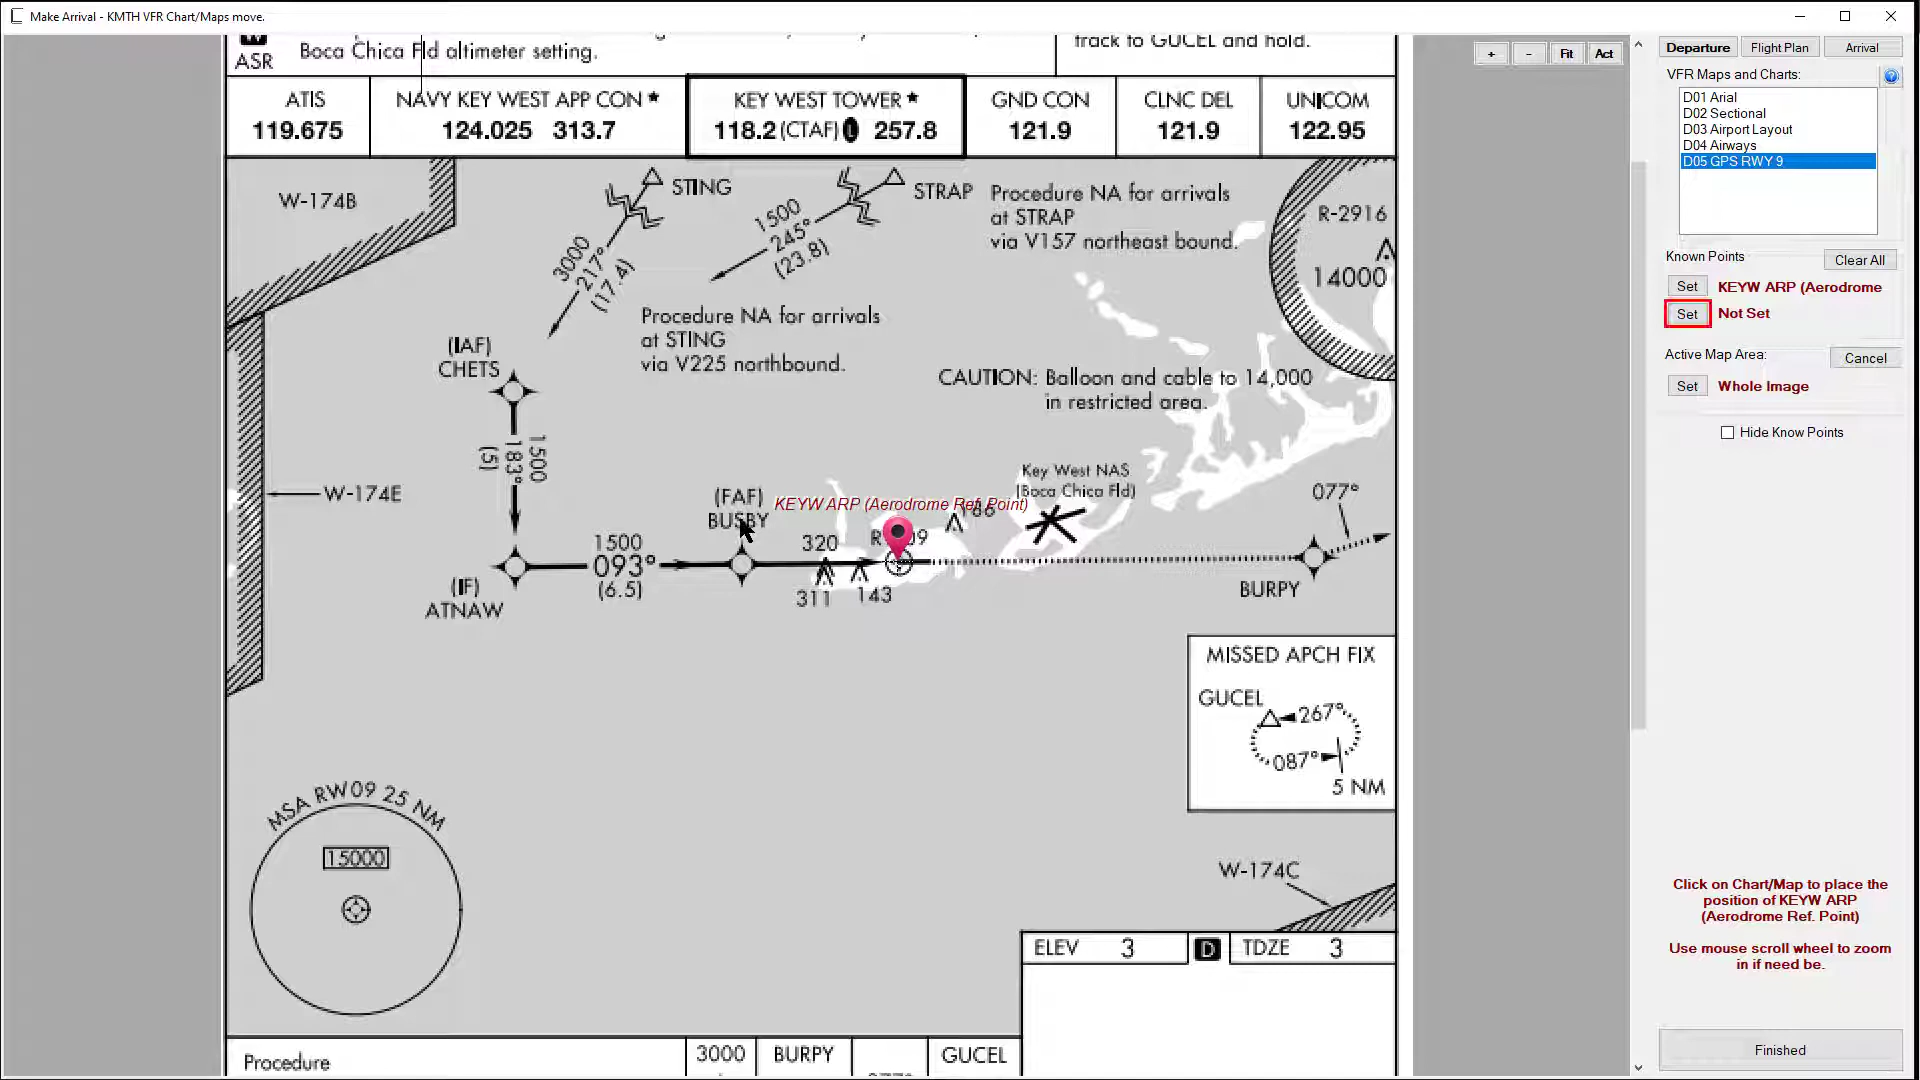 Make Arrival - KMTH VFR Chart/Maps move.
ASR
Boca Chica Fld altimeter setting.
track to GUCEL and hold.
ATIS
119.675
NAVY KEY WEST APP CON ★
124.025 313.7
KEY WEST TOWER ★
118.2 (CTAF) L 257.8
GND CON
121.9
CLNC DEL
121.9
UNICOM
122.95
W-174B
STING
STRAP
3000
217°
(17.4)
1500
245°
(23.8)
Procedure NA for arrivals
at STRAP
via V157 northeast bound.
R-2916
14000
Procedure NA for arrivals
at STING
via V225 northbound.
(IAF)
CHETS
CAUTION: Balloon and cable to 14,000
in restricted area.
1500
183°
(5)
W-174E
Key West NAS
(Boca Chica Fld)
077°
(FAF)
BUSBY
KEYW ARP (Aerodrome Ref. Point)
1500
093°
(6.5)
320
311
143
(IF)
ATNAW
BURPY
MISSED APCH FIX
GUCEL
267°
087°
5 NM
MSA RW09 25 NM
15000
W-174C
ELEV 3
D
TDZE 3
Procedure
3000
BURPY
GUCEL
+
-
Fit
Act
Departure
Flight Plan
Arrival
VFR Maps and Charts:
D01 Arial
D02 Sectional
D03 Airport Layout
D04 Airways
D05 GPS RWY 9
Known Points
Clear All
Set
KEYW ARP (Aerodrome
Set
Not Set
Active Map Area:
Cancel
Set
Whole Image
Hide Know Points
Click on Chart/Map to place the
position of KEYW ARP
(Aerodrome Ref. Point)
Use mouse scroll wheel to zoom
in if need be.
Finished